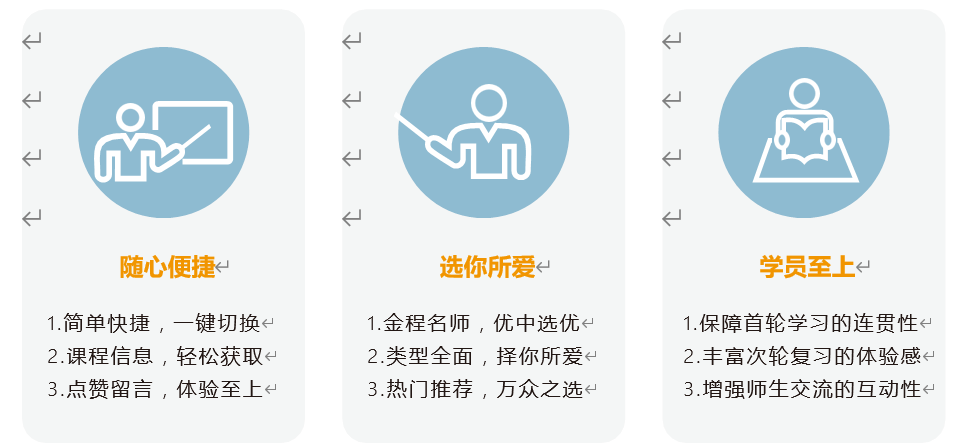 随心便捷
1.简单快捷，一键切换
2.课程信息，轻松获取
3.点赞留言，体验至上
选你所爱
1.金程名师，优中选优
2.类型全面，择你所爱
3.热门推荐，万众之选
学员至上
1.保障首轮学习的连贯性
2.丰富次轮复习的体验感
3.增强师生交流的互动性